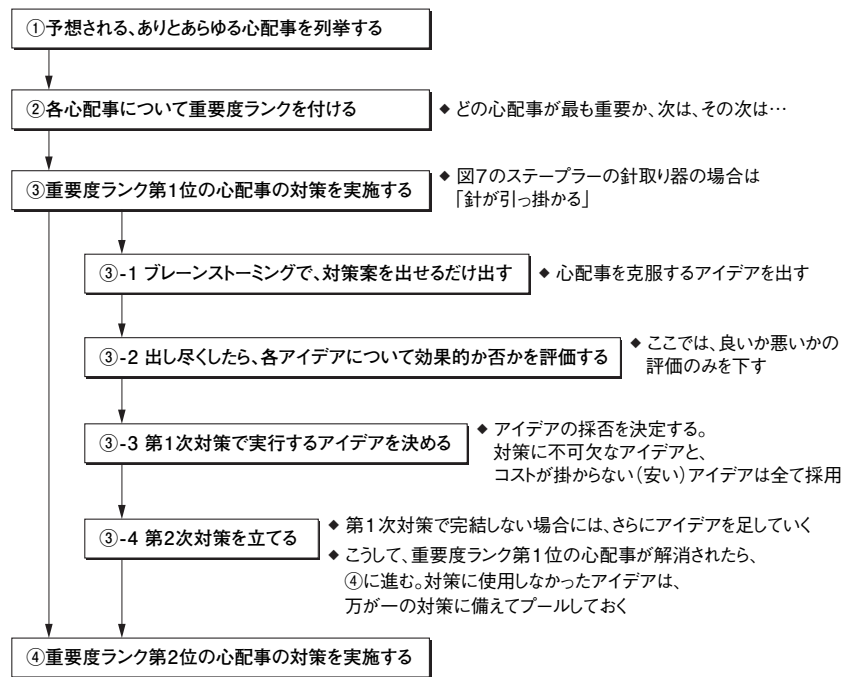 ①予想される、ありとあらゆる心配事を列挙する
②各心配事について重要度ランクを付ける
◆ どの心配事が最も重要か、次は、その次は…
③重要度ランク第1位の心配事の対策を実施する
◆ 図7のステープラーの針取り器の場合は
「針が引っ掛かる」
③-1 ブレーンストーミングで、対策案を出せるだけ出す
◆ 心配事を克服するアイデアを出す
③-2 出し尽くしたら、各アイデアについて効果的か否かを評価する
◆ ここでは、良いか悪いかの
評価のみを下す
③-3 第1次対策で実行するアイデアを決める
◆ アイデアの採否を決定する。
対策に不可欠なアイデアと、
コストが掛からない（安い）アイデアは全て採用
③-4 第2次対策を立てる
◆ 第1次対策で完結しない場合には、さらにアイデアを足していく
◆ こうして、重要度ランク第1位の心配事が解消されたら、
④に進む。対策に使用しなかったアイデアは、
万が一の対策に備えてプールしておく
④重要度ランク第2位の心配事の対策を実施する